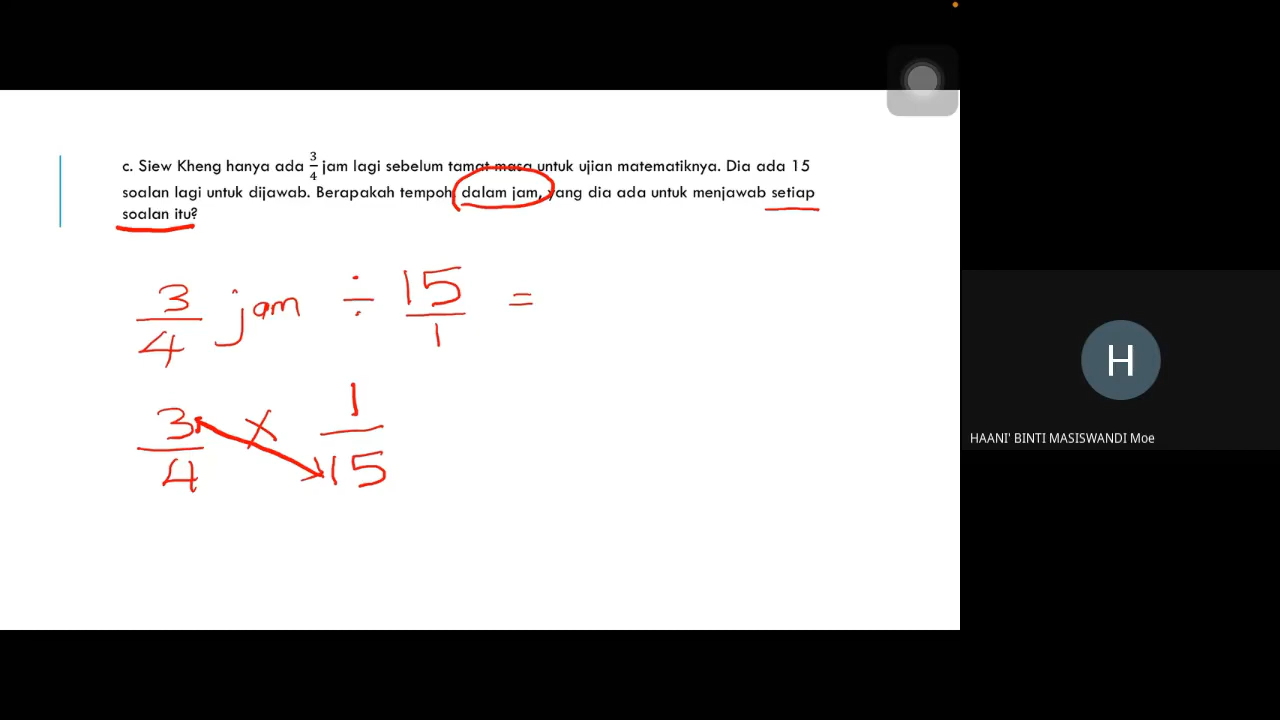 c. Siew Kheng hanya ada 3/4 jam lagi sebelum tamat masa untuk ujian matematiknya. Dia ada 15
soalan lagi untuk dijawab. Berapakah tempoh, dalam jam, yang dia ada untuk menjawab setiap
soalan itu?
3/4 jam ÷ 15/1 =
3/4 × 1/15
H
HAANI' BINTI MASISWANDI Moe